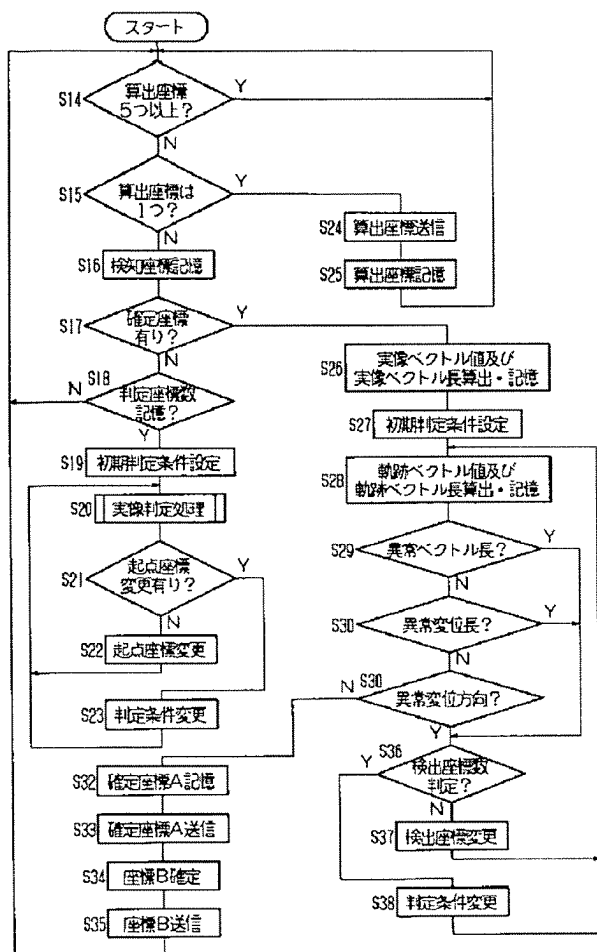 スタート
S14
算出座標
5つ以上?
Y
N
S15
算出座標は
1つ?
Y
N
S24
算出座標送信
S25
算出座標記憶
S16
検知座標記憶
S17
確定座標
有り?
Y
N
S18
N
判定座標数
記憶?
Y
S19
初期判定条件設定
S20
実像判定処理
S21
起点座標
変更有り?
Y
N
S22
起点座標変更
S23
判定条件変更
S26
実像ベクトル値及び
実像ベクトル長算出・記憶
S27
初期判定条件設定
S28
軌跡ベクトル値及び
軌跡ベクトル長算出・記憶
S29
異常ベクトル長?
Y
N
S30
異常変位長?
Y
N
S30
N
異常変位方向?
Y
S36
Y
検出座標数
判定?
N
S37
検出座標変更
S38
判定条件変更
S32
確定座標A記憶
S33
確定座標A送信
S34
座標B確定
S35
座標B送信